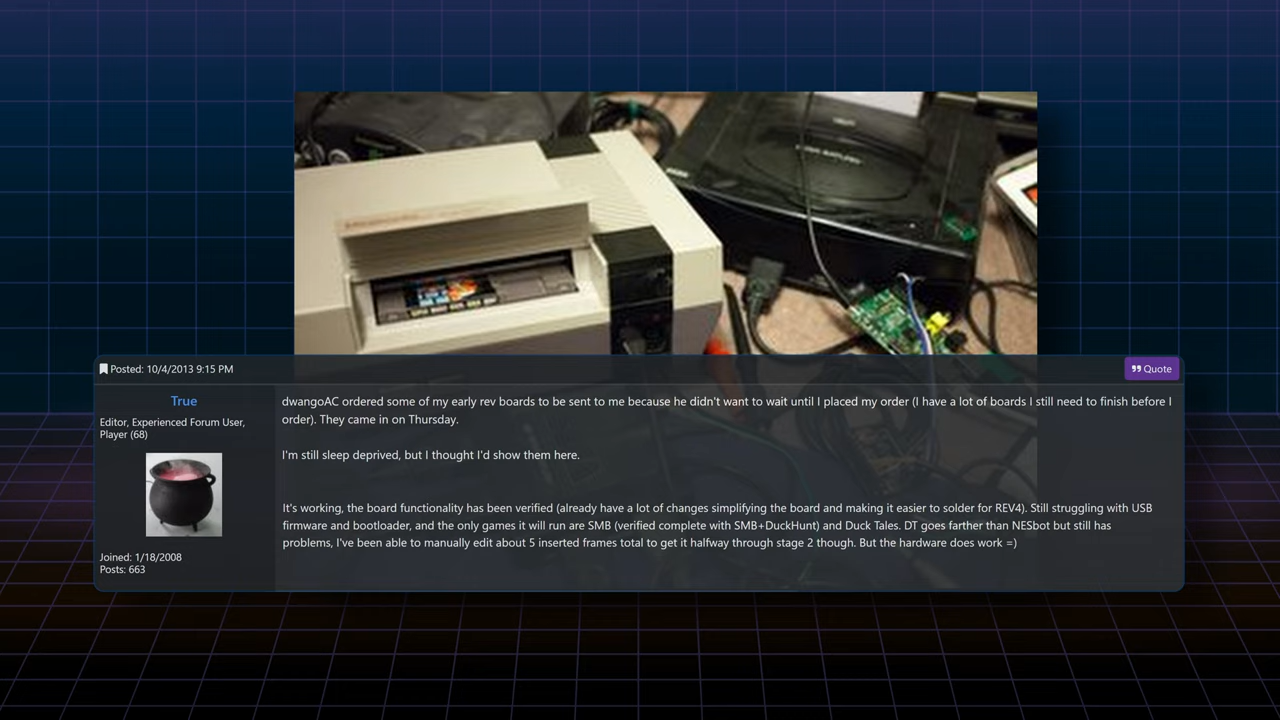 Posted: 10/4/2013 9:15 PM
Quote
True
Editor, Experienced Forum User,
Player (68)
Joined: 1/18/2008
Posts: 663
dwangoAC ordered some of my early rev boards to be sent to me because he didn't want to wait until I placed my order (I have a lot of boards I still need to finish before I
order). They came in on Thursday.
I'm still sleep deprived, but I thought I'd show them here.
It's working, the board functionality has been verified (already have a lot of changes simplifying the board and making it easier to solder for REV4). Still struggling with USB
firmware and bootloader, and the only games it will run are SMB (verified complete with SMB+DuckHunt) and Duck Tales. DT goes farther than NESbot but still has
problems, I've been able to manually edit about 5 inserted frames total to get it halfway through stage 2 though. But the hardware does work =)